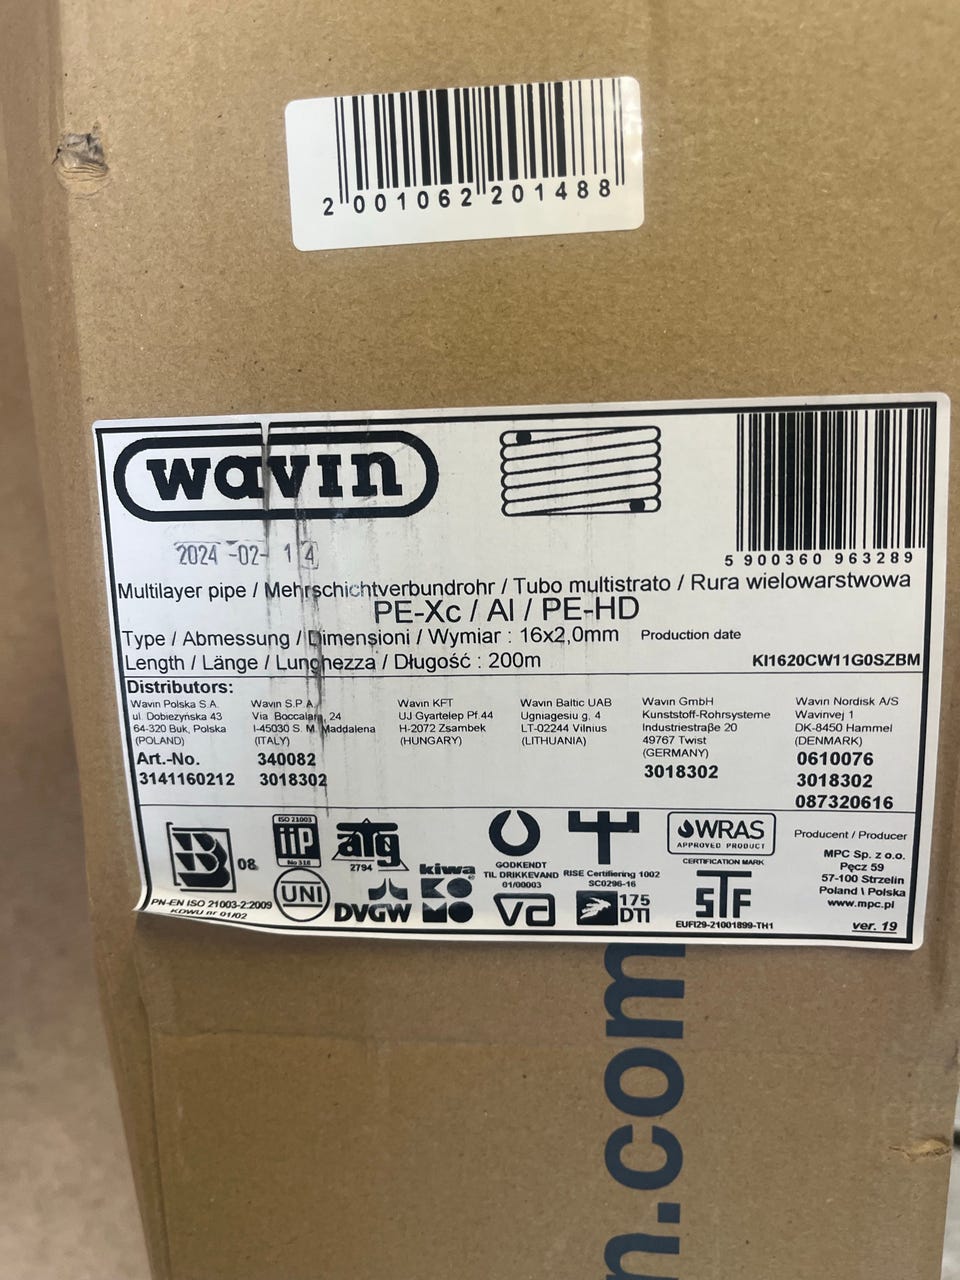 2 001062 201488
wavin
5 900360 963289
2024-02-14
Multilayer pipe / Mehrschichtverbundrohr / Tubo multistrato / Rura wielowarstwowa
PE-Xc / Al / PE-HD
Type / Abmessung / Dimensioni / Wymiar : 16x2,0mm Production date
Length / Länge / Lunghezza / Długość : 200m KI1620CW11G0SZBM
Distributors:
Wavin Polska S.A.
ul. Dobieżyńska 43
64-320 Buk, Polska
(POLAND)
Art.-No.
3141160212
Wavin S.P.A.
Via Boccalara, 24
I-45030 S. M. Maddalena
(ITALY)
340082
3018302
Wavin KFT
UJ Gyartelep Pf.44
H-2072 Zsambek
(HUNGARY)
Wavin Baltic UAB
Ugniagesiu g. 4
LT-02244 Vilnius
(LITHUANIA)
Wavin GmbH
Kunststoff-Rohrsysteme
Industriestraße 20
49767 Twist
(GERMANY)
3018302
Wavin Nordisk A/S
Wavinvej 1
DK-8450 Hammel
(DENMARK)
0610076
3018302
087320616
B 08
PN-EN ISO 21003-2:2009
KOWU nr 01/02
ISO 21003
iiP
No 318
UNI
atg
2794
DVGW
kiwa
KO
MO
GODKENDT
TIL DRIKKEVAND
01/00003
VA
RISE Certifiering 1002
SC0296-16
175
DTI
WRAS
APPROVED PRODUCT
CERTIFICATION MARK
STF
EUFI29-21001899-TH1
Producent / Producer
MPC Sp. z o.o.
Pęcz 59
57-100 Strzelin
Poland \ Polska
www.mpc.pl
ver. 19
n.com